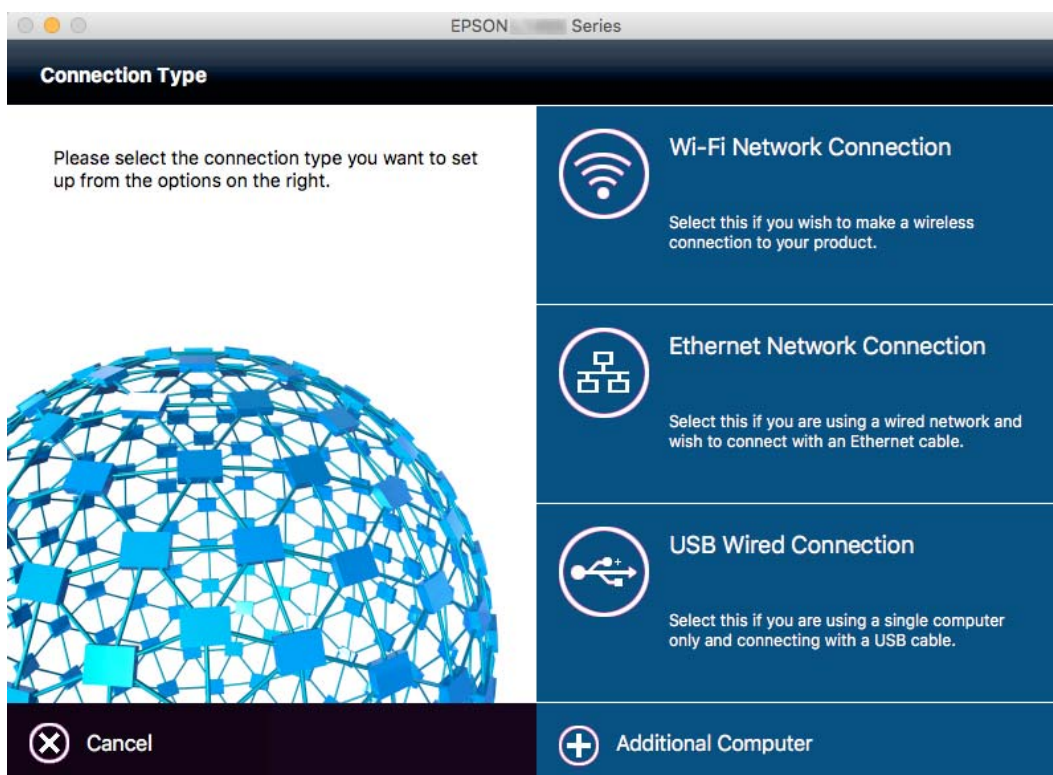 EPSON Series
Connection Type
Please select the connection type you want to set
up from the options on the right.
Wi-Fi Network Connection
Select this if you wish to make a wireless
connection to your product.
Ethernet Network Connection
Select this if you are using a wired network and
wish to connect with an Ethernet cable.
USB Wired Connection
Select this if you are using a single computer
only and connecting with a USB cable.
Cancel
Additional Computer